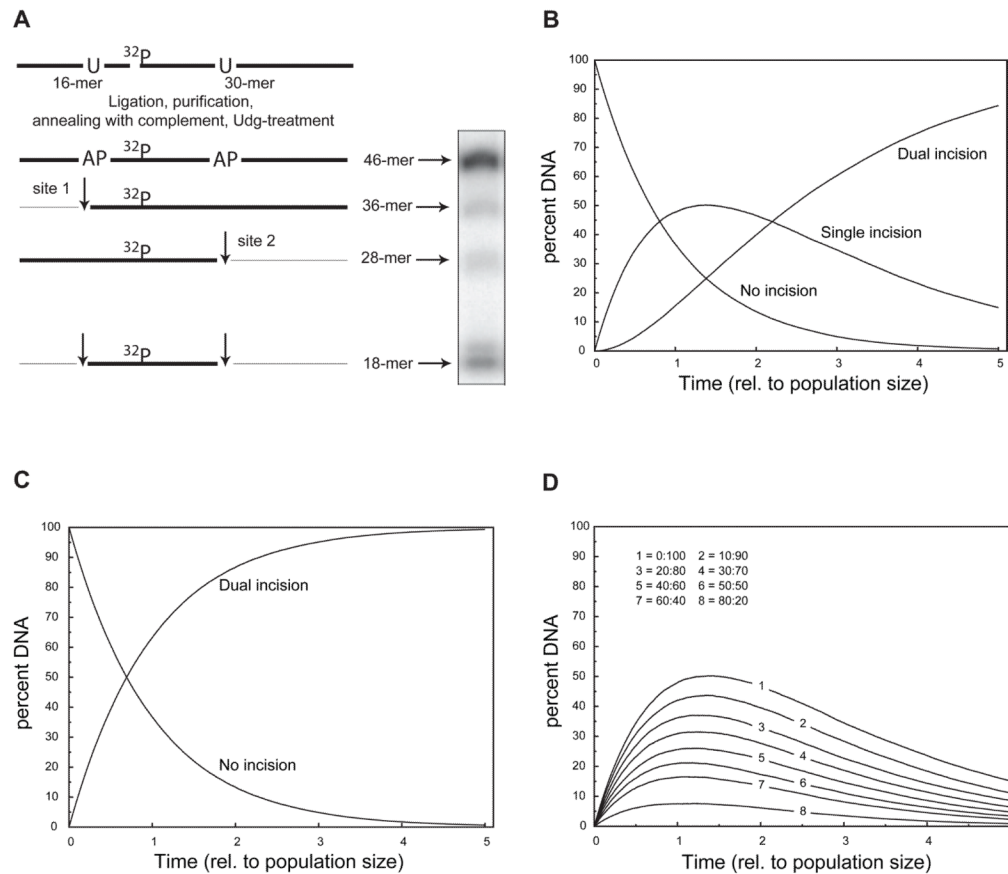 A
U 32P U
16-mer 30-mer
Ligation, purification,
annealing with complement, Udg-treatment
AP 32P AP 46-mer
site 1 32P 36-mer
32P site 2 28-mer
32P 18-mer
B
percent DNA
100
90
80
70
60
50
40
30
20
10
0
Dual incision
Single incision
No incision
0 1 2 3 4 5
Time (rel. to population size)
C
percent DNA
100
90
80
70
60
50
40
30
20
10
0
Dual incision
No incision
0 1 2 3 4 5
Time (rel. to population size)
D
percent DNA
100
90
80
70
60
50
40
30
20
10
0
1 = 0:100 2 = 10:90
3 = 20:80 4 = 30:70
5 = 40:60 6 = 50:50
7 = 60:40 8 = 80:20
1
2
3
4
5
6
7
8
0 1 2 3 4
Time (rel. to population size)